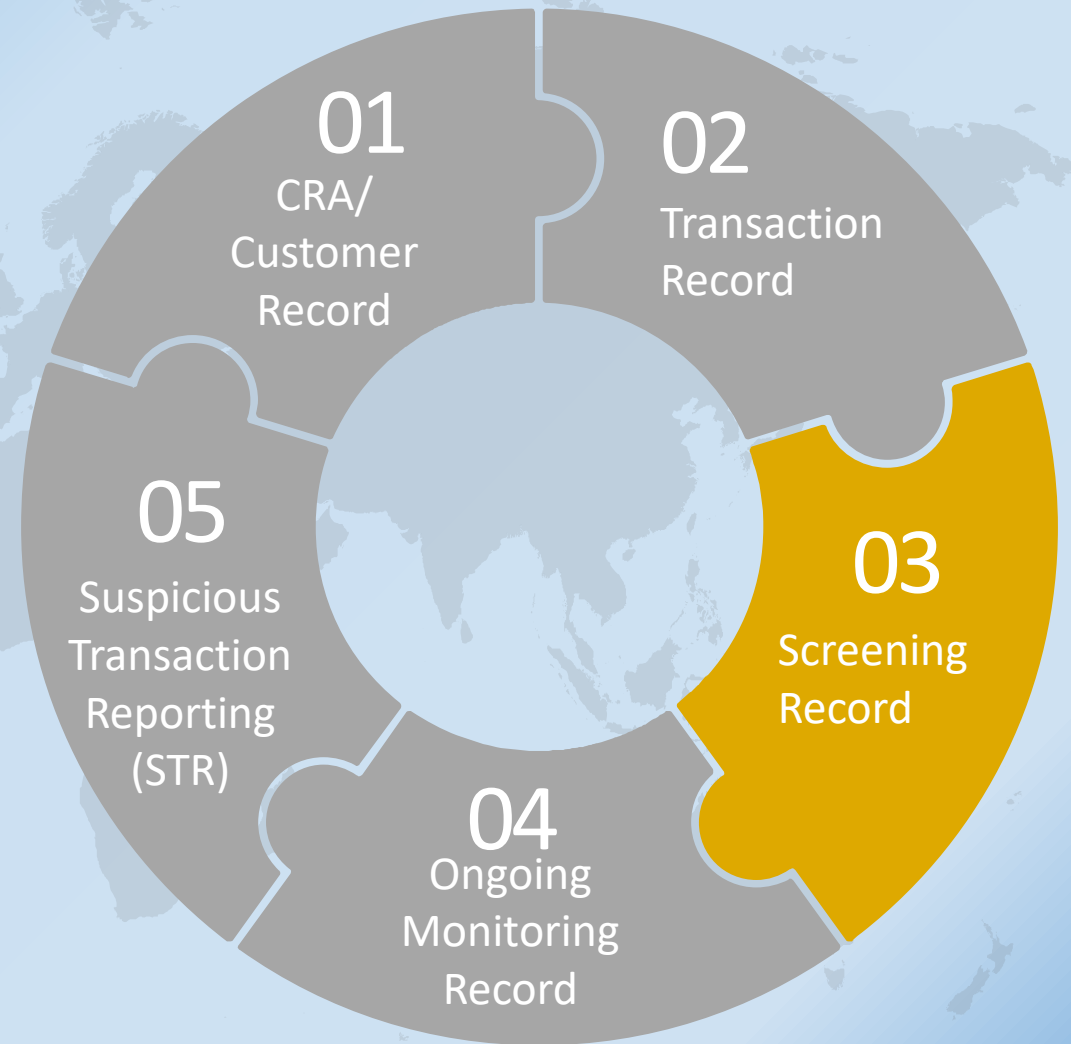 01
CRA/
Customer
Record
02
Transaction
Record
03
Screening
Record
04
Ongoing
Monitoring
Record
05
Suspicious
Transaction
Reporting
(STR)